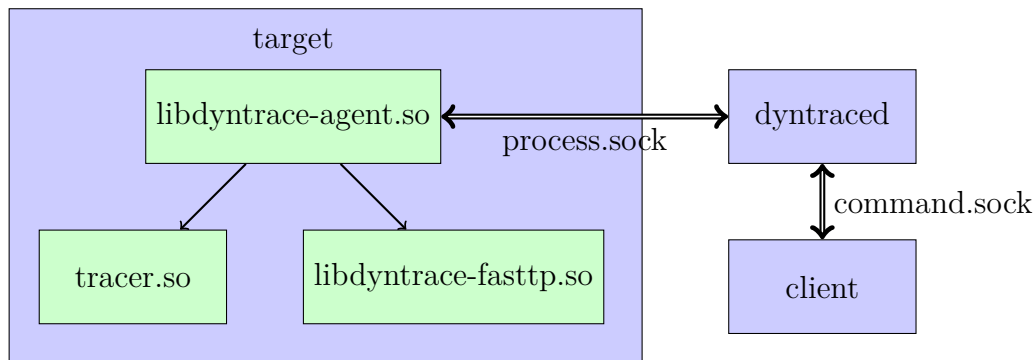 target
libdyntrace-agent.so
dyntraced
process.sock
command.sock
tracer.so
libdyntrace-fasttp.so
client